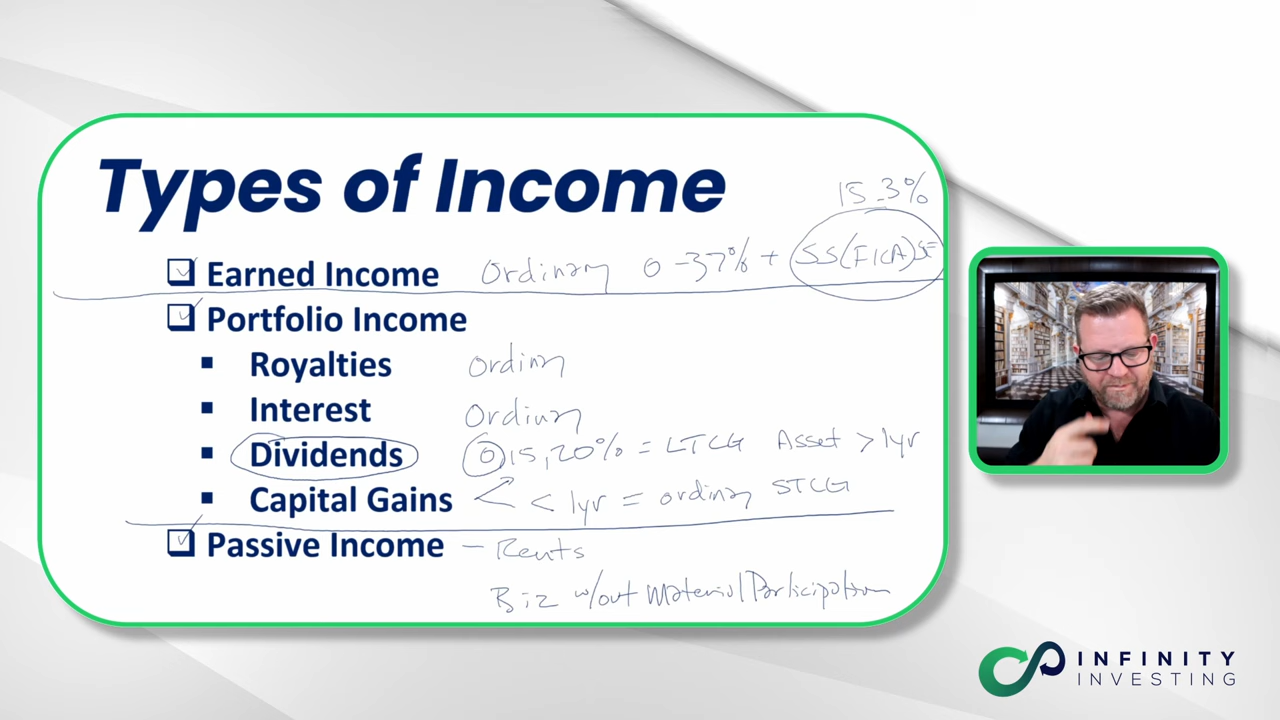 Types of Income
15.3%
Earned Income Ordinary 0-37% + SS(FICA)SE
Portfolio Income
Royalties Ordinary
Interest Ordinary
Dividends 0,15,20% = LTCG Asset > 1yr
Capital Gains < 1yr = ordinary STCG
Passive Income - Rents
Biz w/out Material Participation
INFINITY
INVESTING